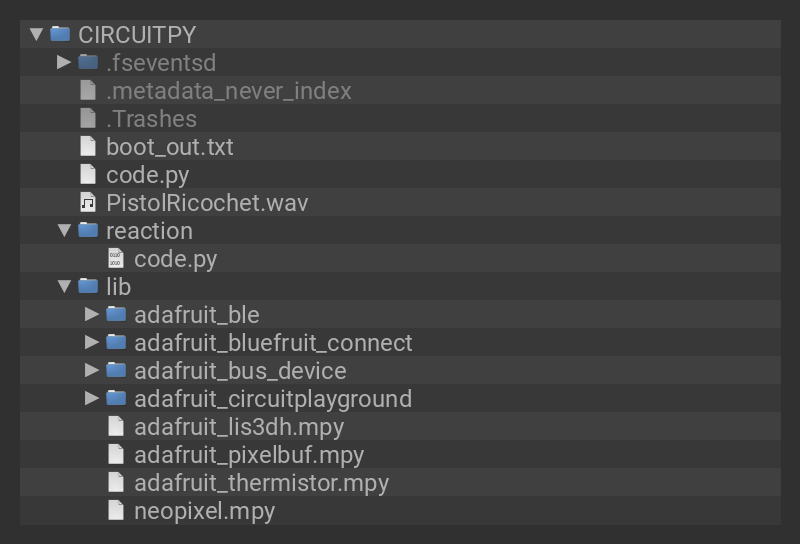 CIRCUITPY
.fseventsd
.metadata_never_index
.Trashes
boot_out.txt
code.py
PistolRicochet.wav
reaction
code.py
lib
adafruit_ble
adafruit_bluefruit_connect
adafruit_bus_device
adafruit_circuitplayground
adafruit_lis3dh.mpy
adafruit_pixelbuf.mpy
adafruit_thermistor.mpy
neopixel.mpy